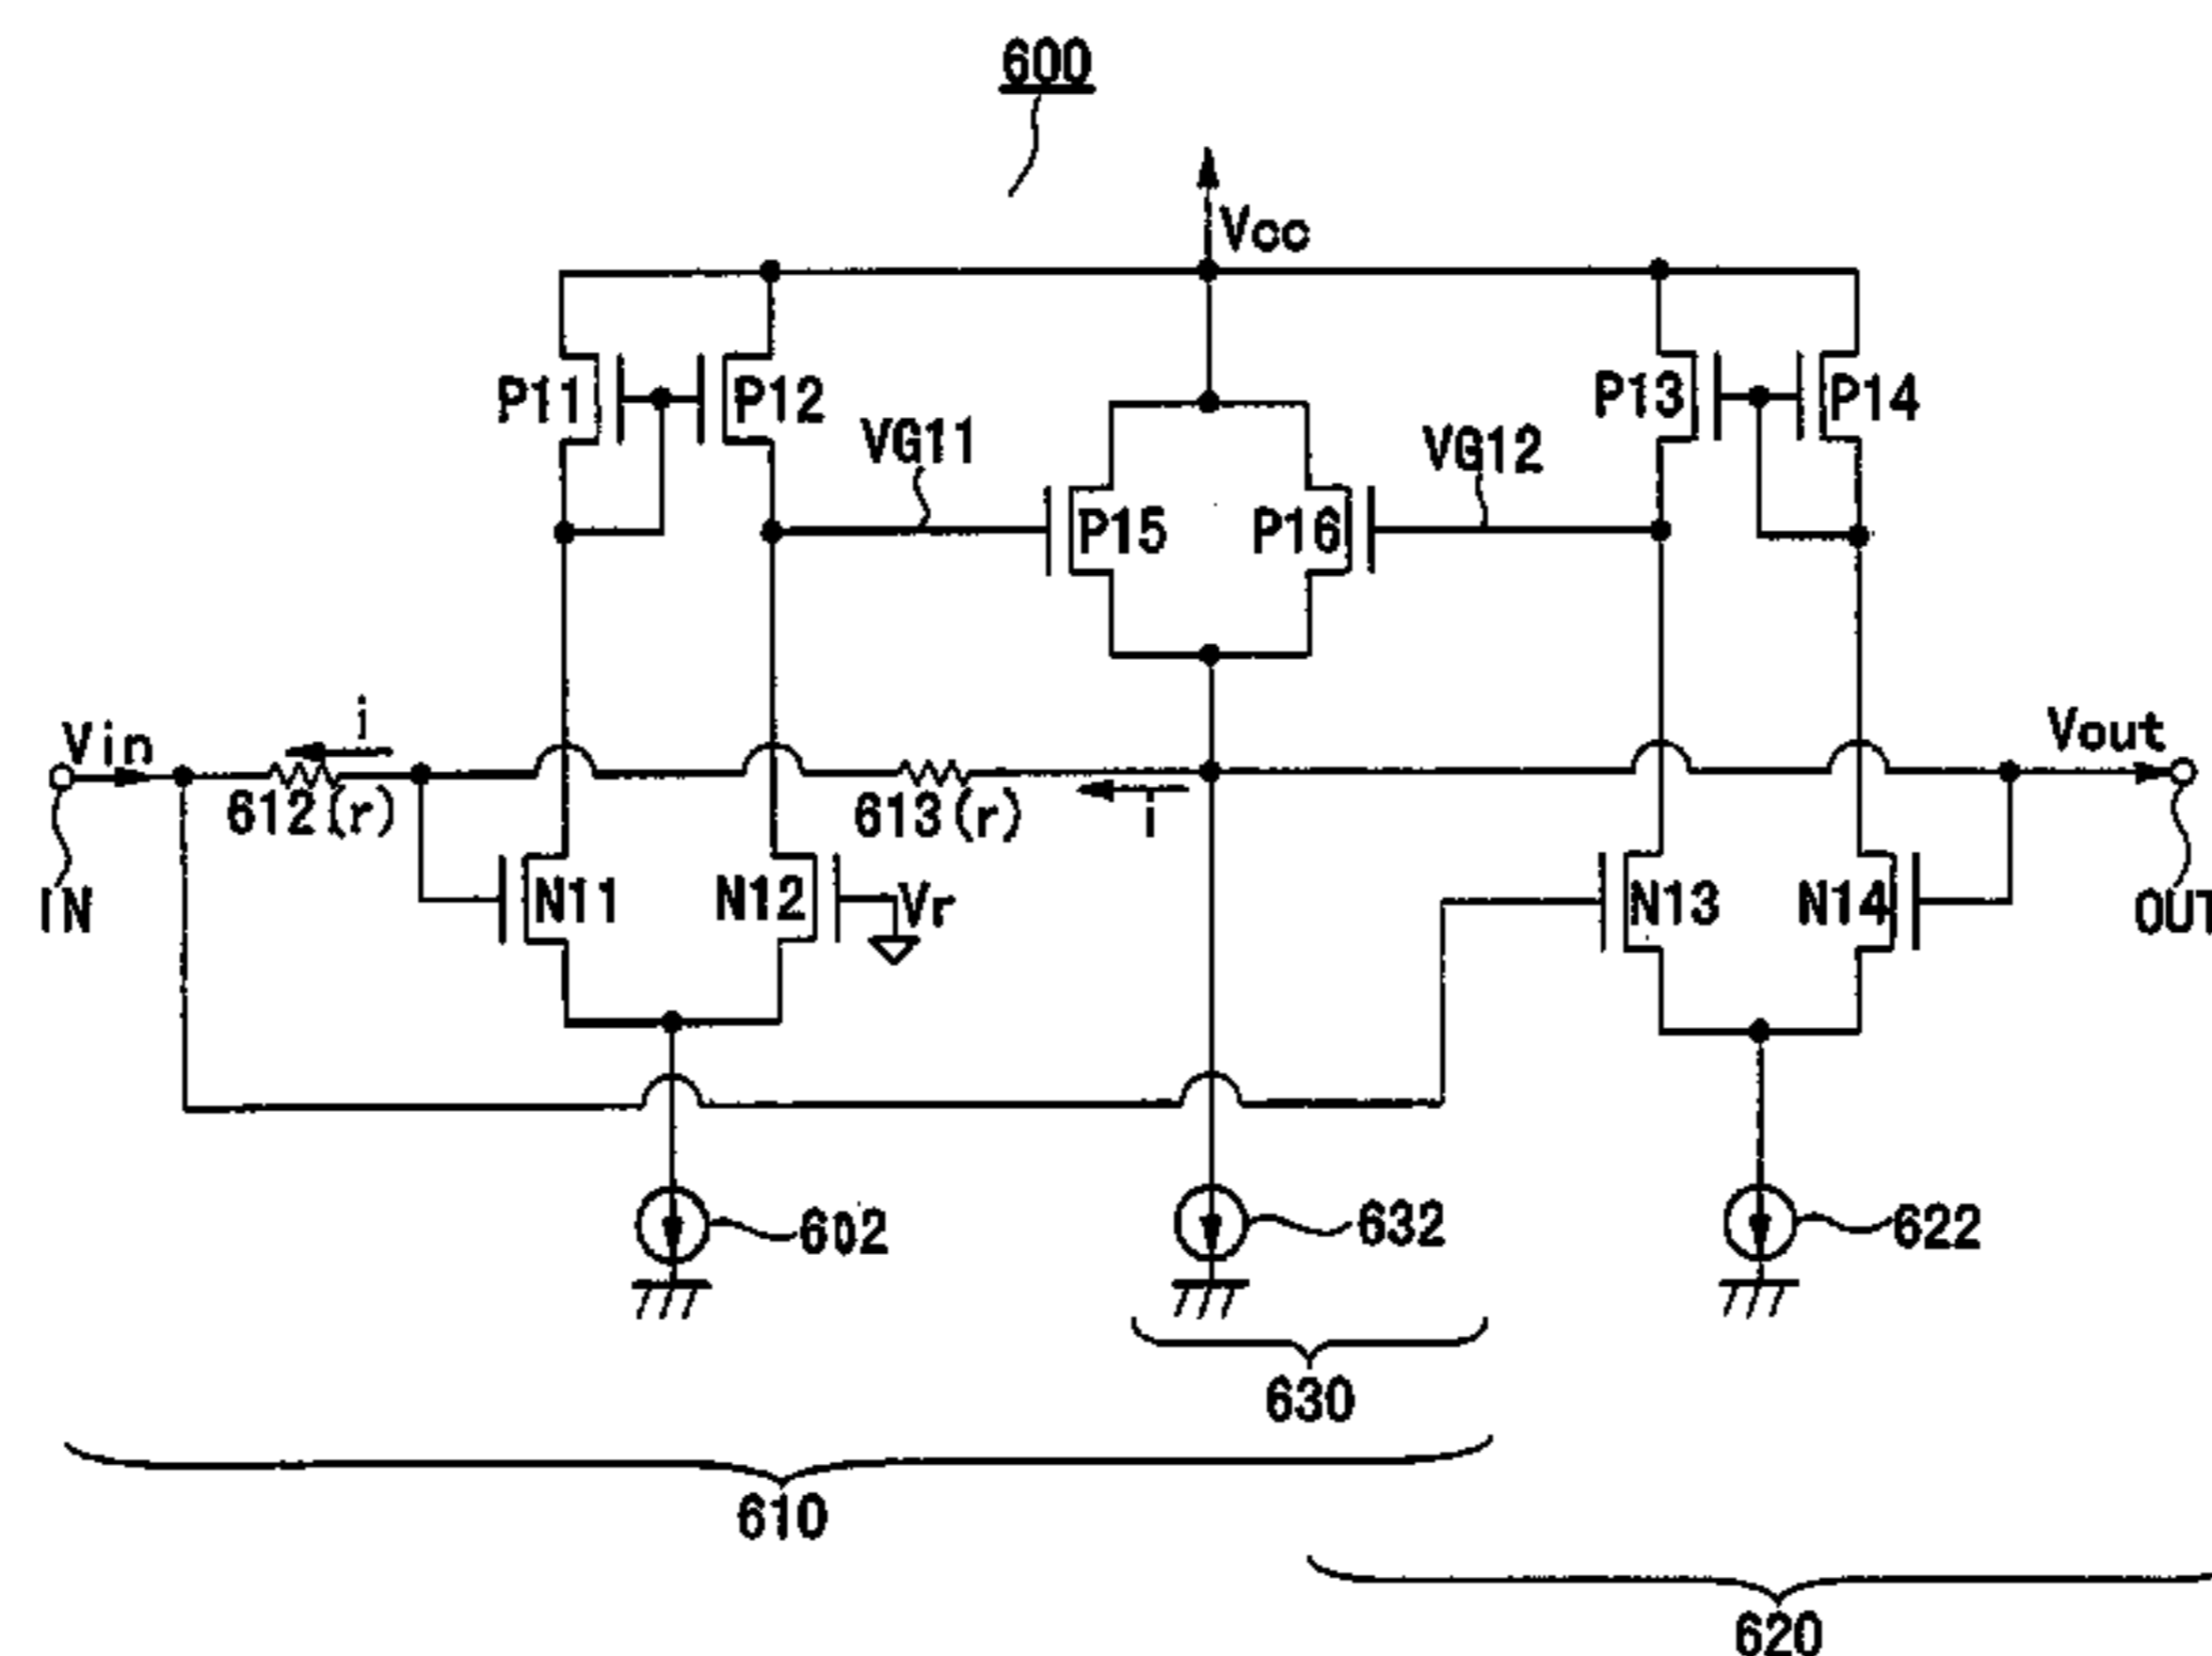 600
Vcc
P11
P12
P13
P14
VG11
VG12
P15
P16
Vin
i
Vout
612(r)
613(r)
i
IN
N11
N12
Vr
N13
N14
OUT
602
632
622
630
610
620